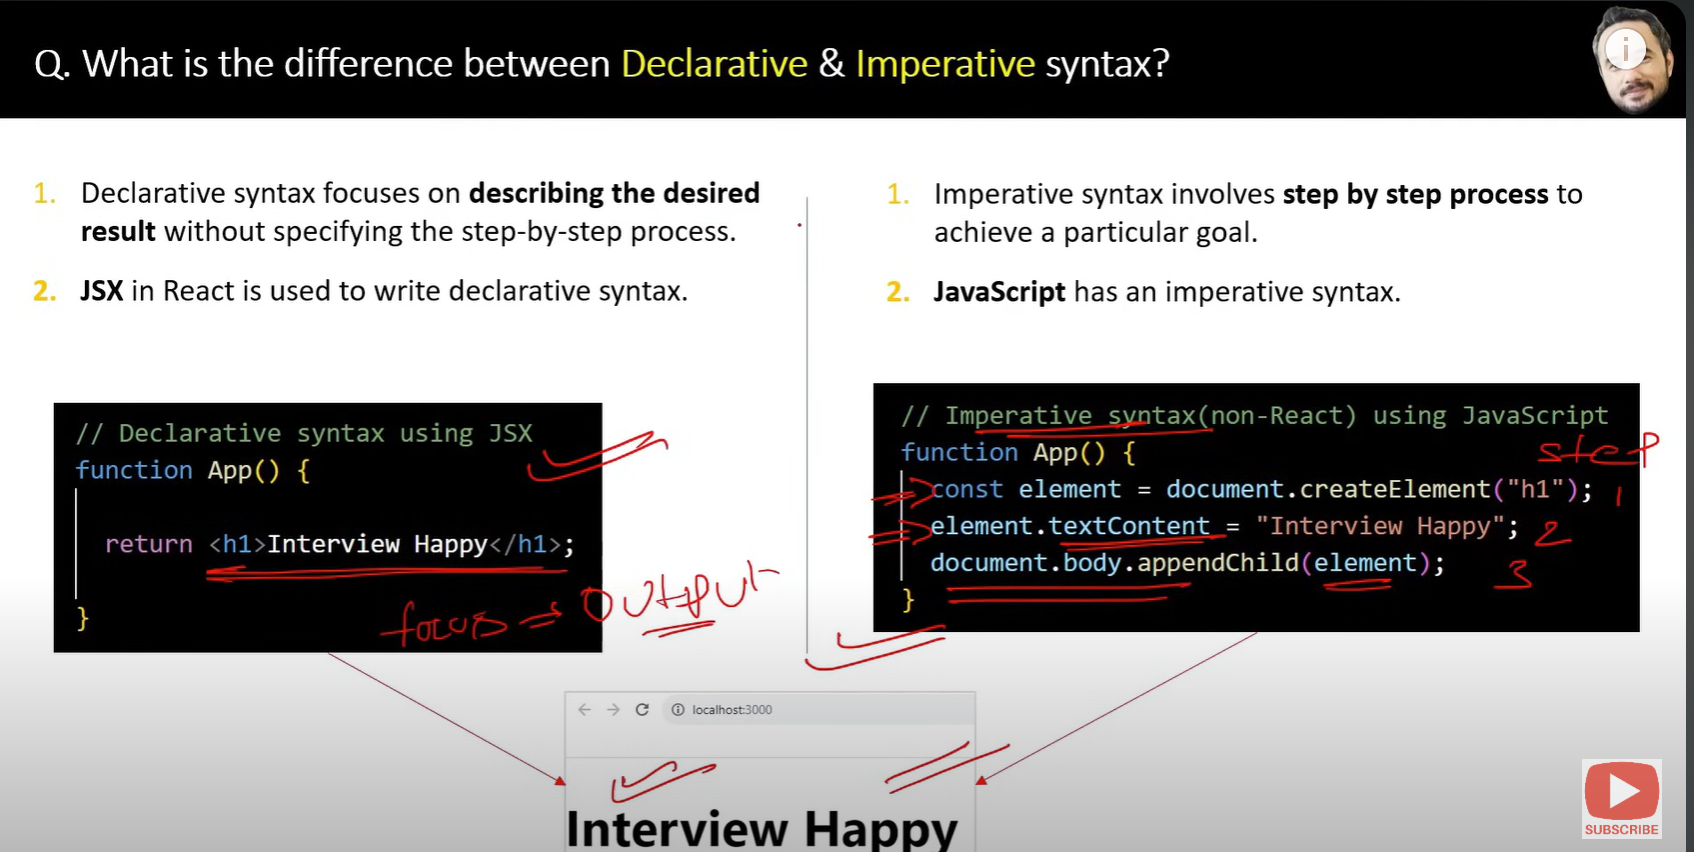 Q. What is the difference between Declarative & Imperative syntax?
1. Declarative syntax focuses on describing the desired
result without specifying the step-by-step process.
2. JSX in React is used to write declarative syntax.
// Declarative syntax using JSX
function App() {
return <h1>Interview Happy</h1>;
}
focus => output
1. Imperative syntax involves step by step process to
achieve a particular goal.
2. JavaScript has an imperative syntax.
// Imperative syntax(non-React) using JavaScript
function App() {
step
const element = document.createElement("h1"); 1
element.textContent = "Interview Happy"; 2
document.body.appendChild(element); 3
}
localhost:3000
Interview Happy
SUBSCRIBE